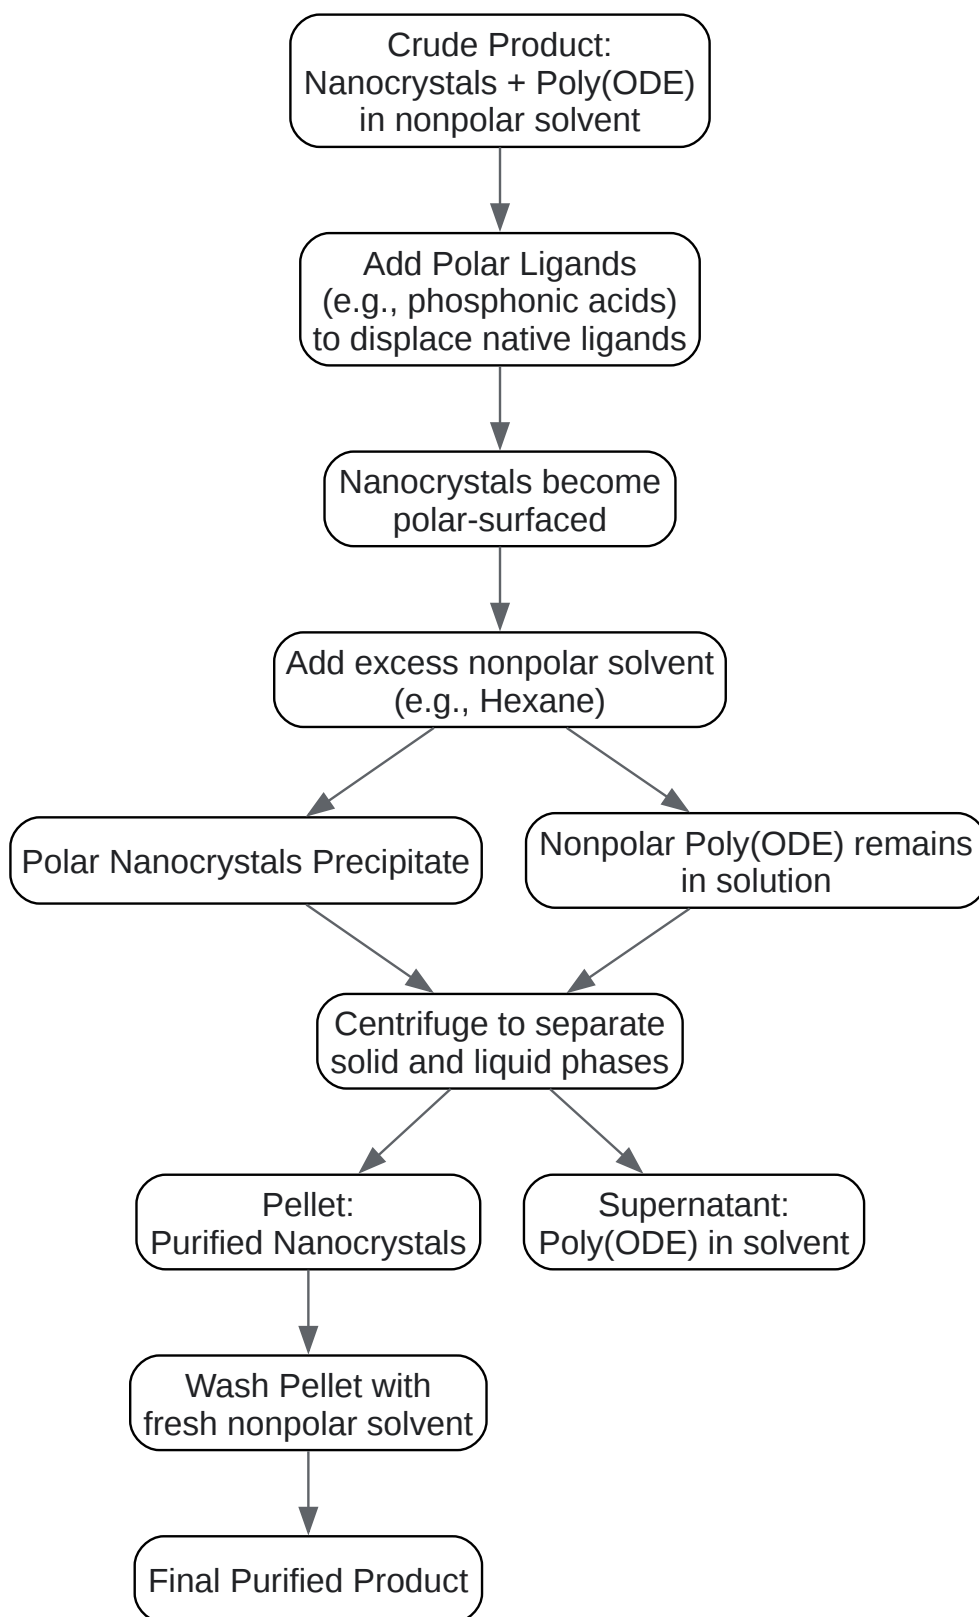 Crude Product:
Nanocrystals + Poly(ODE)
in nonpolar solvent
Add Polar Ligands
(e.g., phosphonic acids)
to displace native ligands
Nanocrystals become
polar-surfaced
Add excess nonpolar solvent
(e.g., Hexane)
Polar Nanocrystals Precipitate
Nonpolar Poly(ODE) remains
in solution
Centrifuge to separate
solid and liquid phases
Pellet:
Purified Nanocrystals
Supernatant:
Poly(ODE) in solvent
Wash Pellet with
fresh nonpolar solvent
Final Purified Product